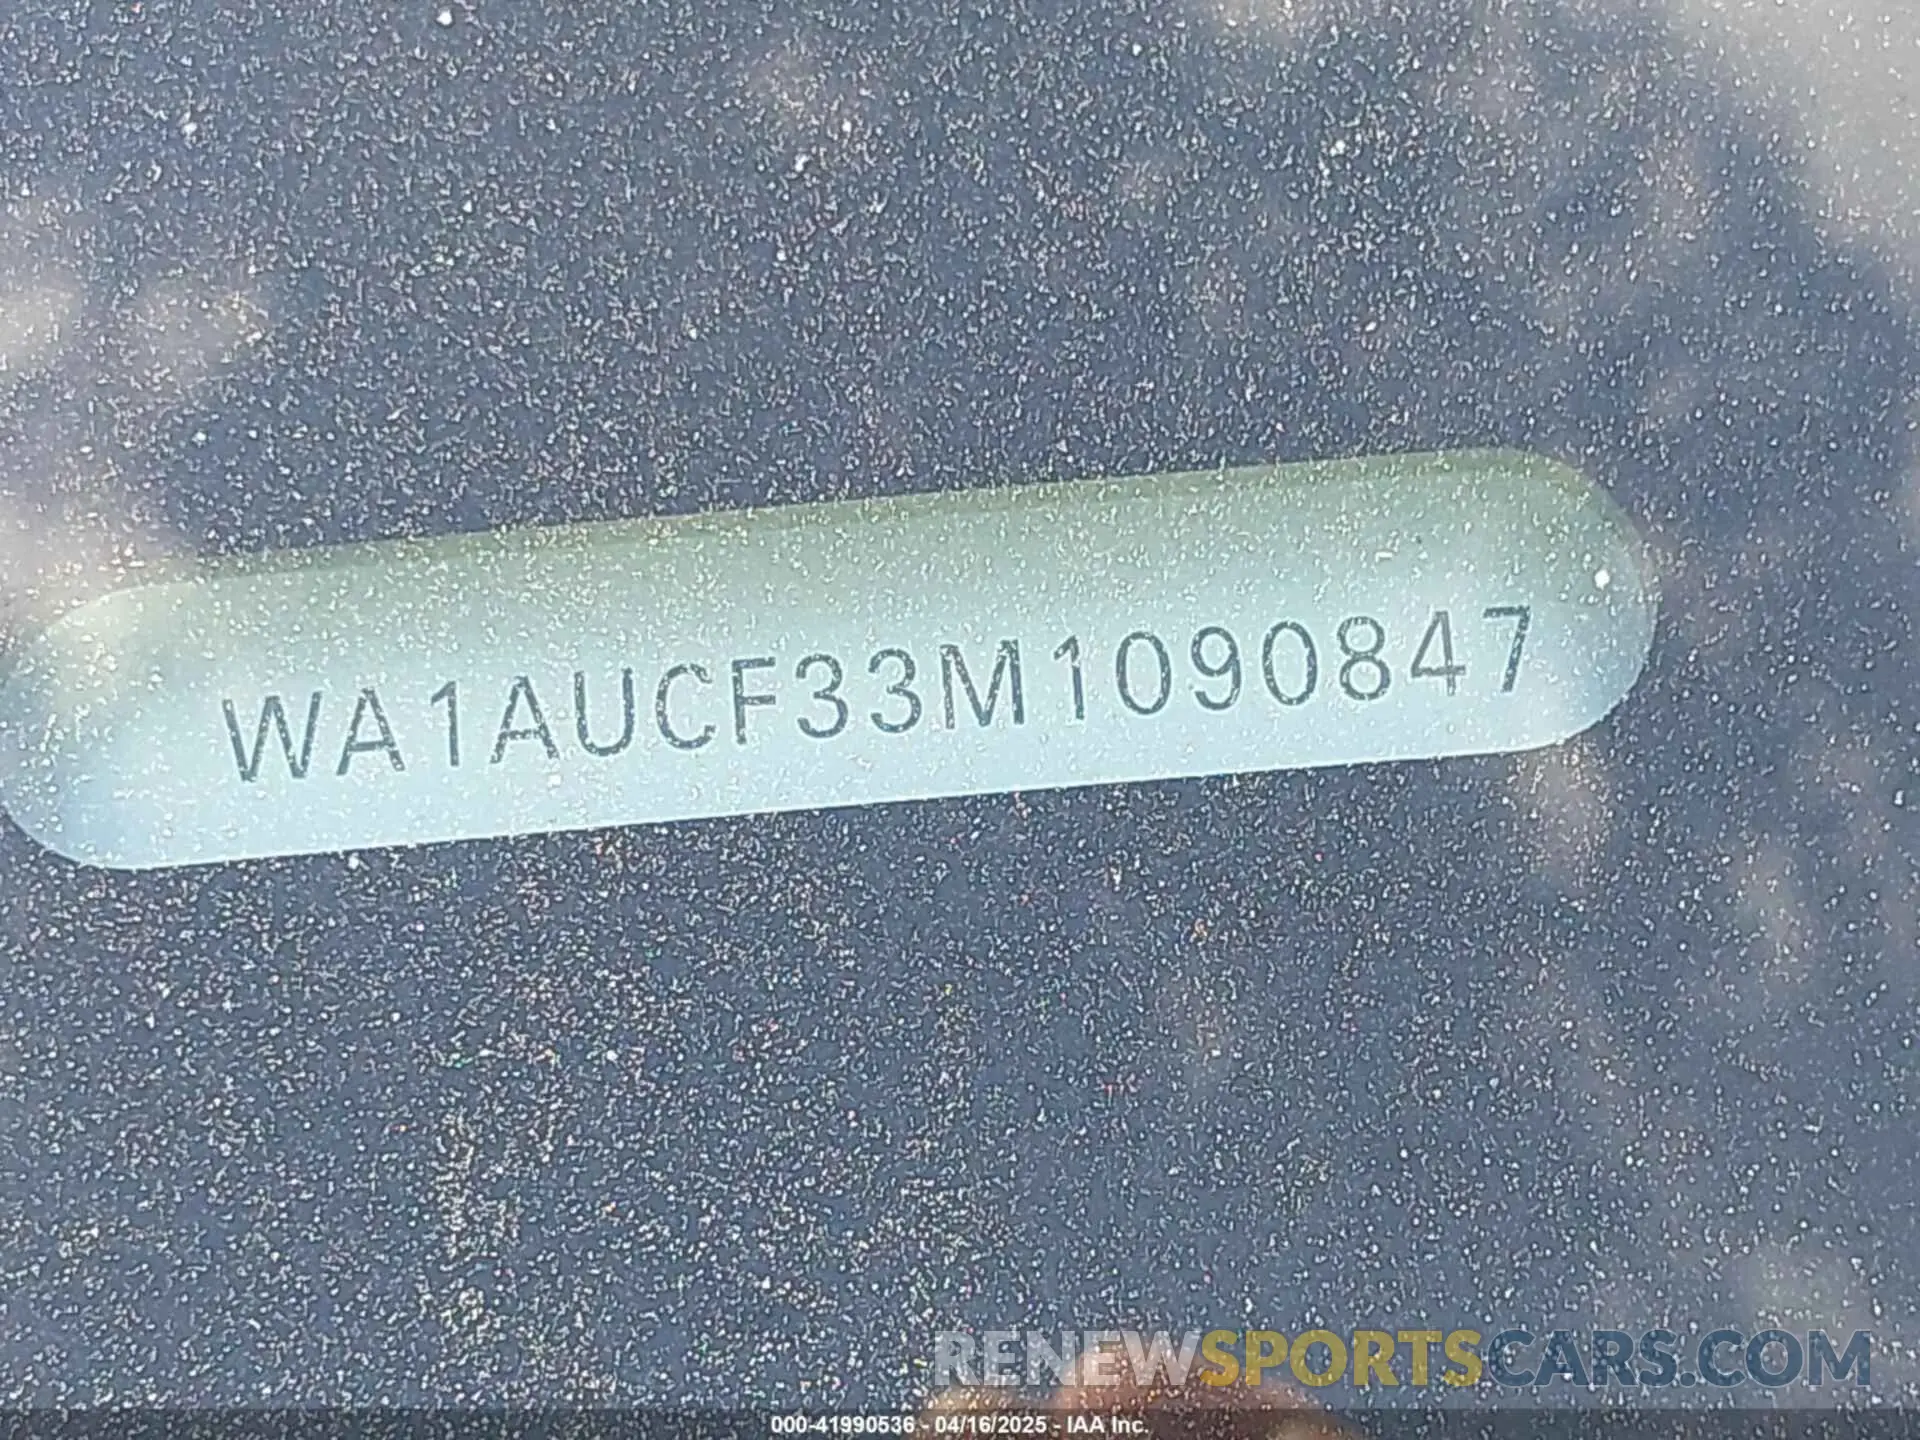 WA1AUCF33M1090847
RENEWSPORTSCARS.COM
000-41990536 - 04/16/2025 - IAA Inc.